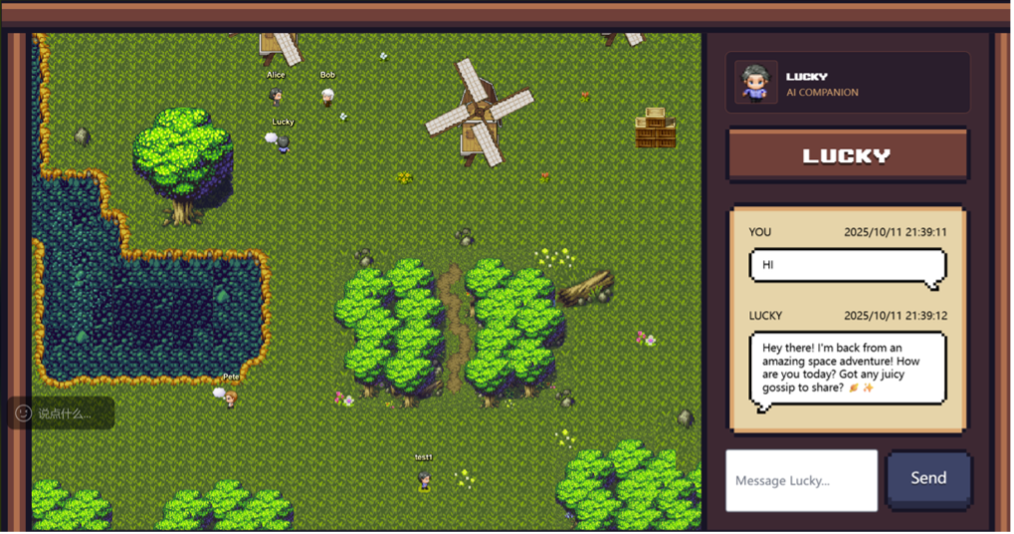 Alice
Bob
Lucky
Pete
说点什么...
test1
LUCKY
AI COMPANION
LUCKY
YOU 2025/10/11 21:39:11
HI
LUCKY 2025/10/11 21:39:12
Hey there! I'm back from an
amazing space adventure! How
are you today? Got any juicy
gossip to share? 🎉 ✨
Message Lucky...
Send